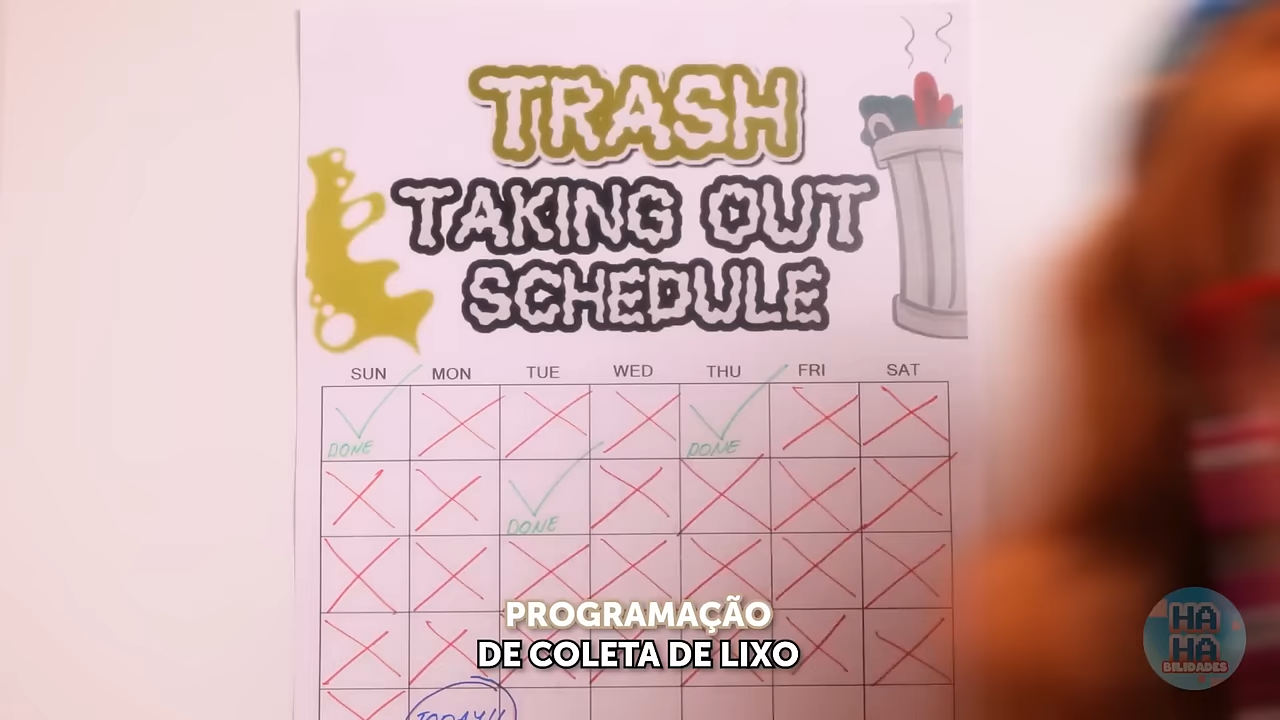 TRASH
TAKING OUT
SCHEDULE
SUN MON TUE WED THU FRI SAT
DONE DONE
DONE
PROGRAMAÇÃO
DE COLETA DE LIXO
TODAY!!
HA
HA
BILIDADES